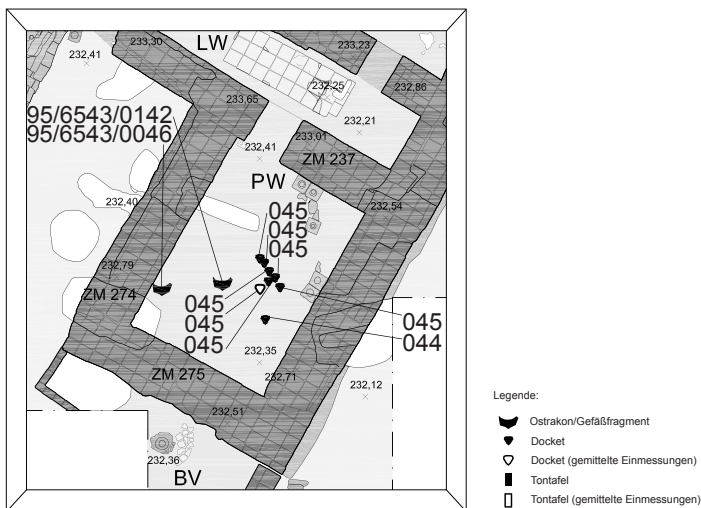 233,30
LW
233,23
232,41
232,25
232,86
233,65
95/6543/0142
232,21
95/6543/0046
233,01
232,41
ZM 237
PW
232,40
232,54
045
045
045
232,79
045
ZM 274
045
045
045
044
232,35
ZM 275
232,71
232,12
232,51
232,36
BV
Legende:
Ostrakon/Gefäßfragment
Docket
Docket (gemittelte Einmessungen)
Tontafel
Tontafel (gemittelte Einmessungen)